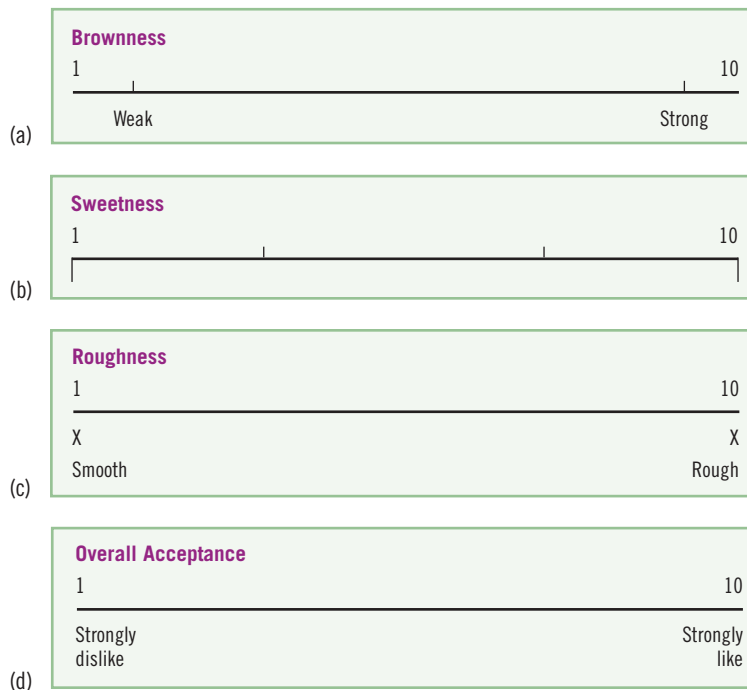 Brownness
1 10
Weak Strong
(a)
Sweetness
1 10
(b)
Roughness
1 10
X X
Smooth Rough
(c)
Overall Acceptance
1 10
Strongly Strongly
dislike like
(d)